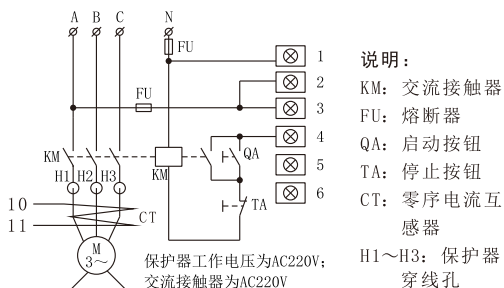 A B C N
FU
1
2
FU
3
4
KM
QA
5
KM
H1 H2 H3
6
10
TA
CT
11
M
3~
保护器工作电压为AC220V;
交流接触器为AC220V
说明:
KM: 交流接触器
FU: 熔断器
QA: 启动按钮
TA: 停止按钮
CT: 零序电流互
感器
H1～H3: 保护器
穿线孔